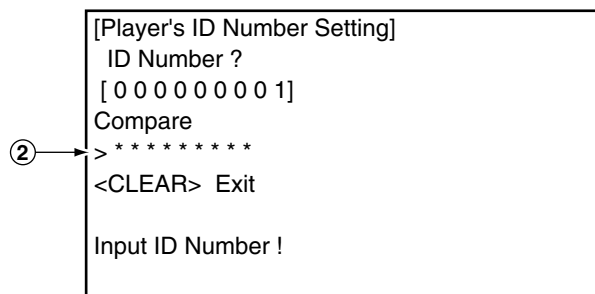 [Player's ID Number Setting]
ID Number ?
[ 0 0 0 0 0 0 0 0 1]
Compare
② > * * * * * * * * *
<CLEAR> Exit
Input ID Number !